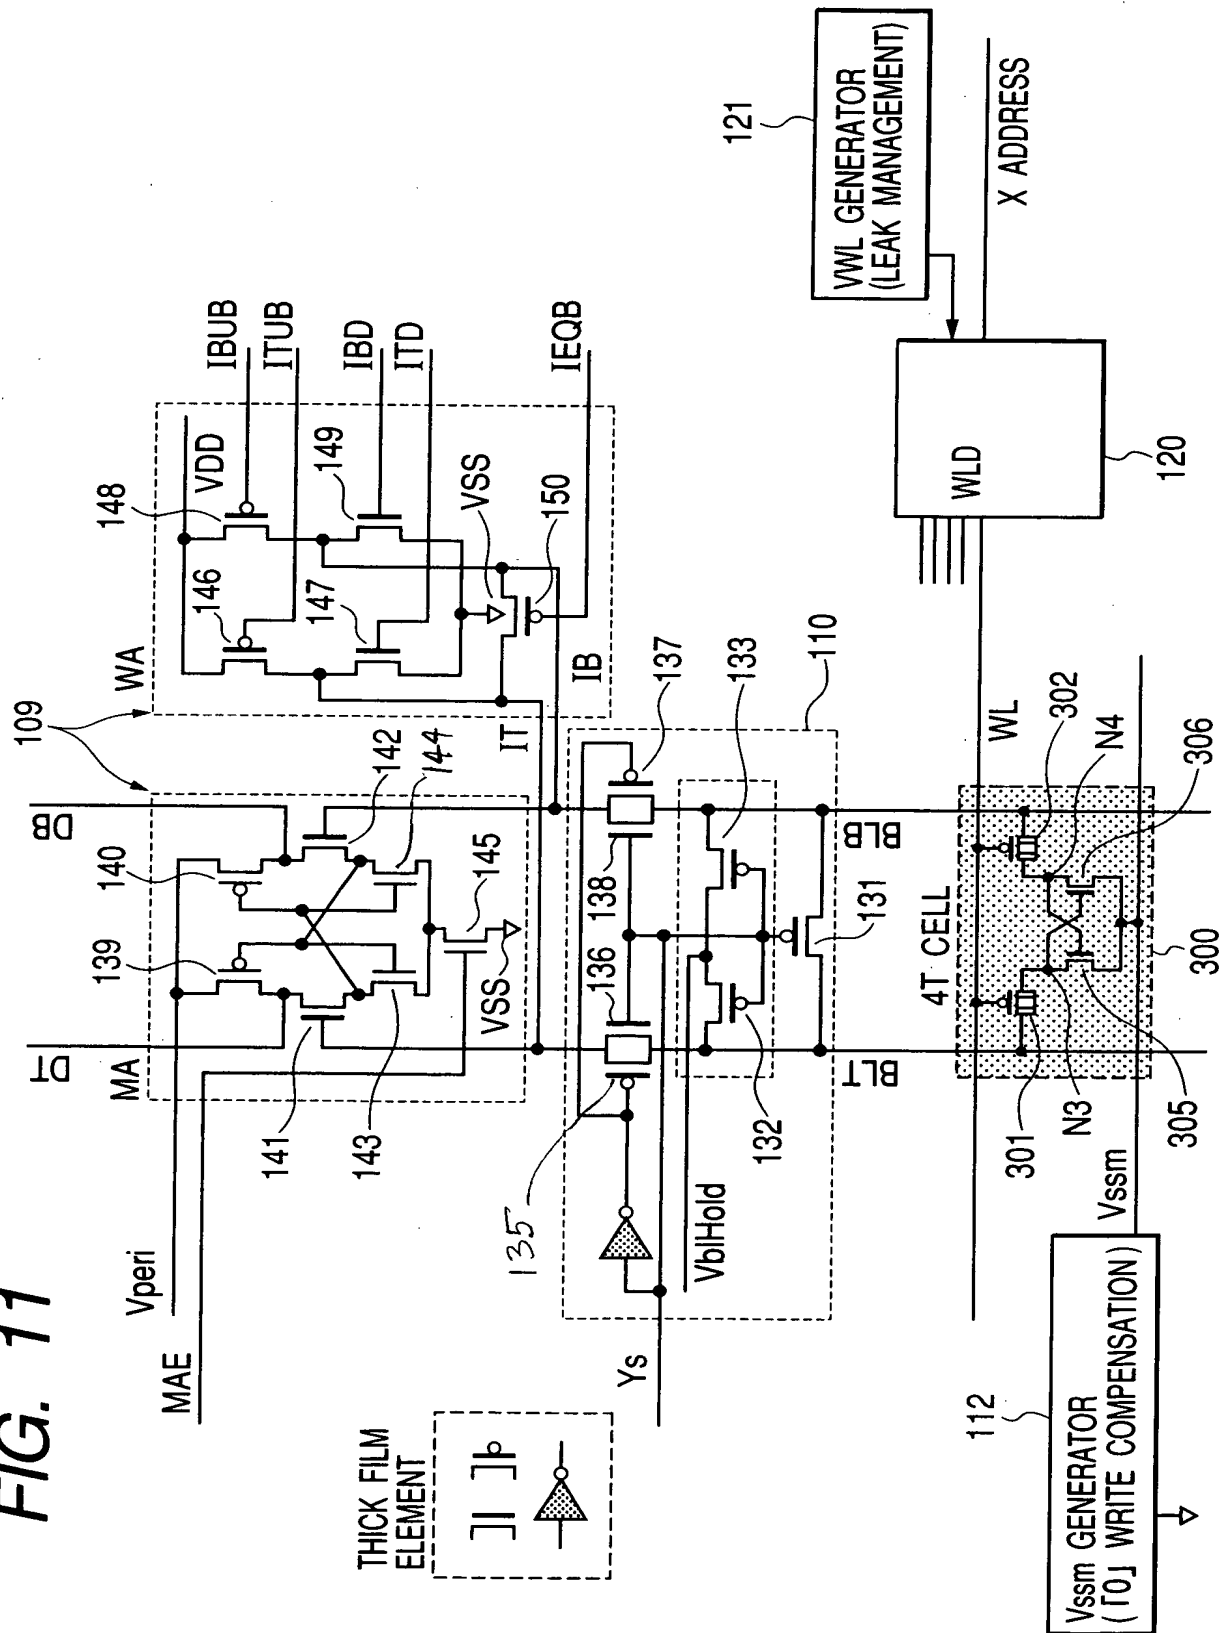 FIG. 11
109
DT
DB
MA
WA
Vperi
MAE
139
140
141
142
143
144
145
VSS
146
148
VDD
147
149
VSS
150
IBUB
ITUB
IBD
ITD
IEQB
IT
IB
THICK FILM
ELEMENT
Ys
135
136
138
137
133
110
VblHold
132
131
BLT
BLB
4T CELL
WL
301
302
N3
N4
305
306
300
Vssm
112
Vssm GENERATOR
(「0」 WRITE COMPENSATION)
WLD
120
121
VWL GENERATOR
(LEAK MANAGEMENT)
X ADDRESS